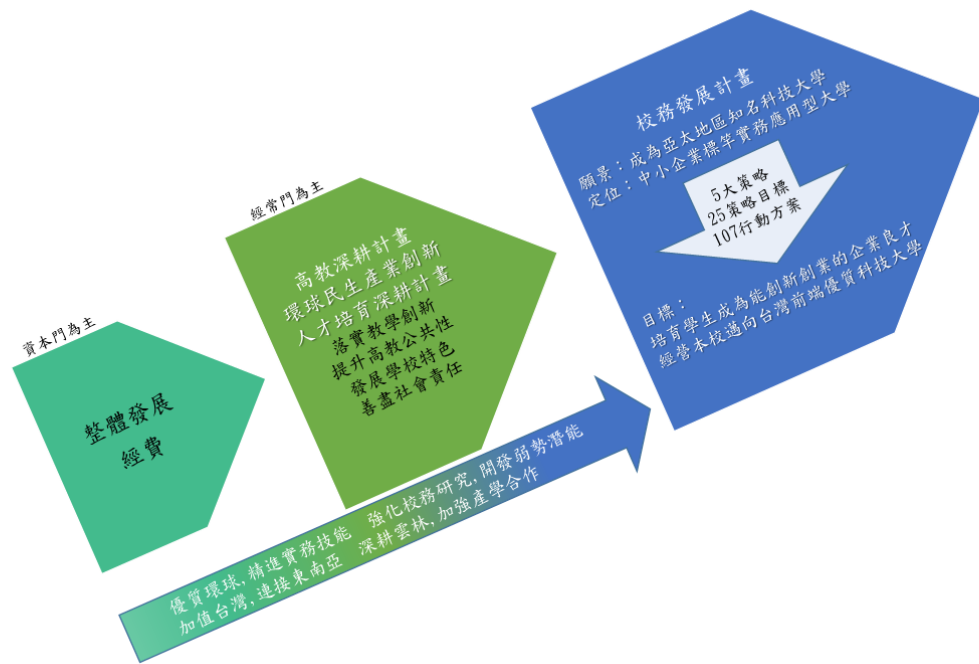 資本門為主
整體發展
經費
經常門為主
高教深耕計畫
環球民生產業創新
人才培育深耕計畫
落實教學創新
提升高教公共性
發展學校特色
善盡社會責任
校務發展計畫
願景：成為亞太地區知名科技大學
定位：中小企業標竿實務應用型大學
5大策略
25策略目標
107行動方案
目標：
培育學生成為能創新創業的企業良才
經營本校邁向台灣前端優質科技大學
優質環球,精進實務技能　強化校務研究,開發弱勢潛能
加值台灣,連接東南亞　深耕雲林,加強產學合作